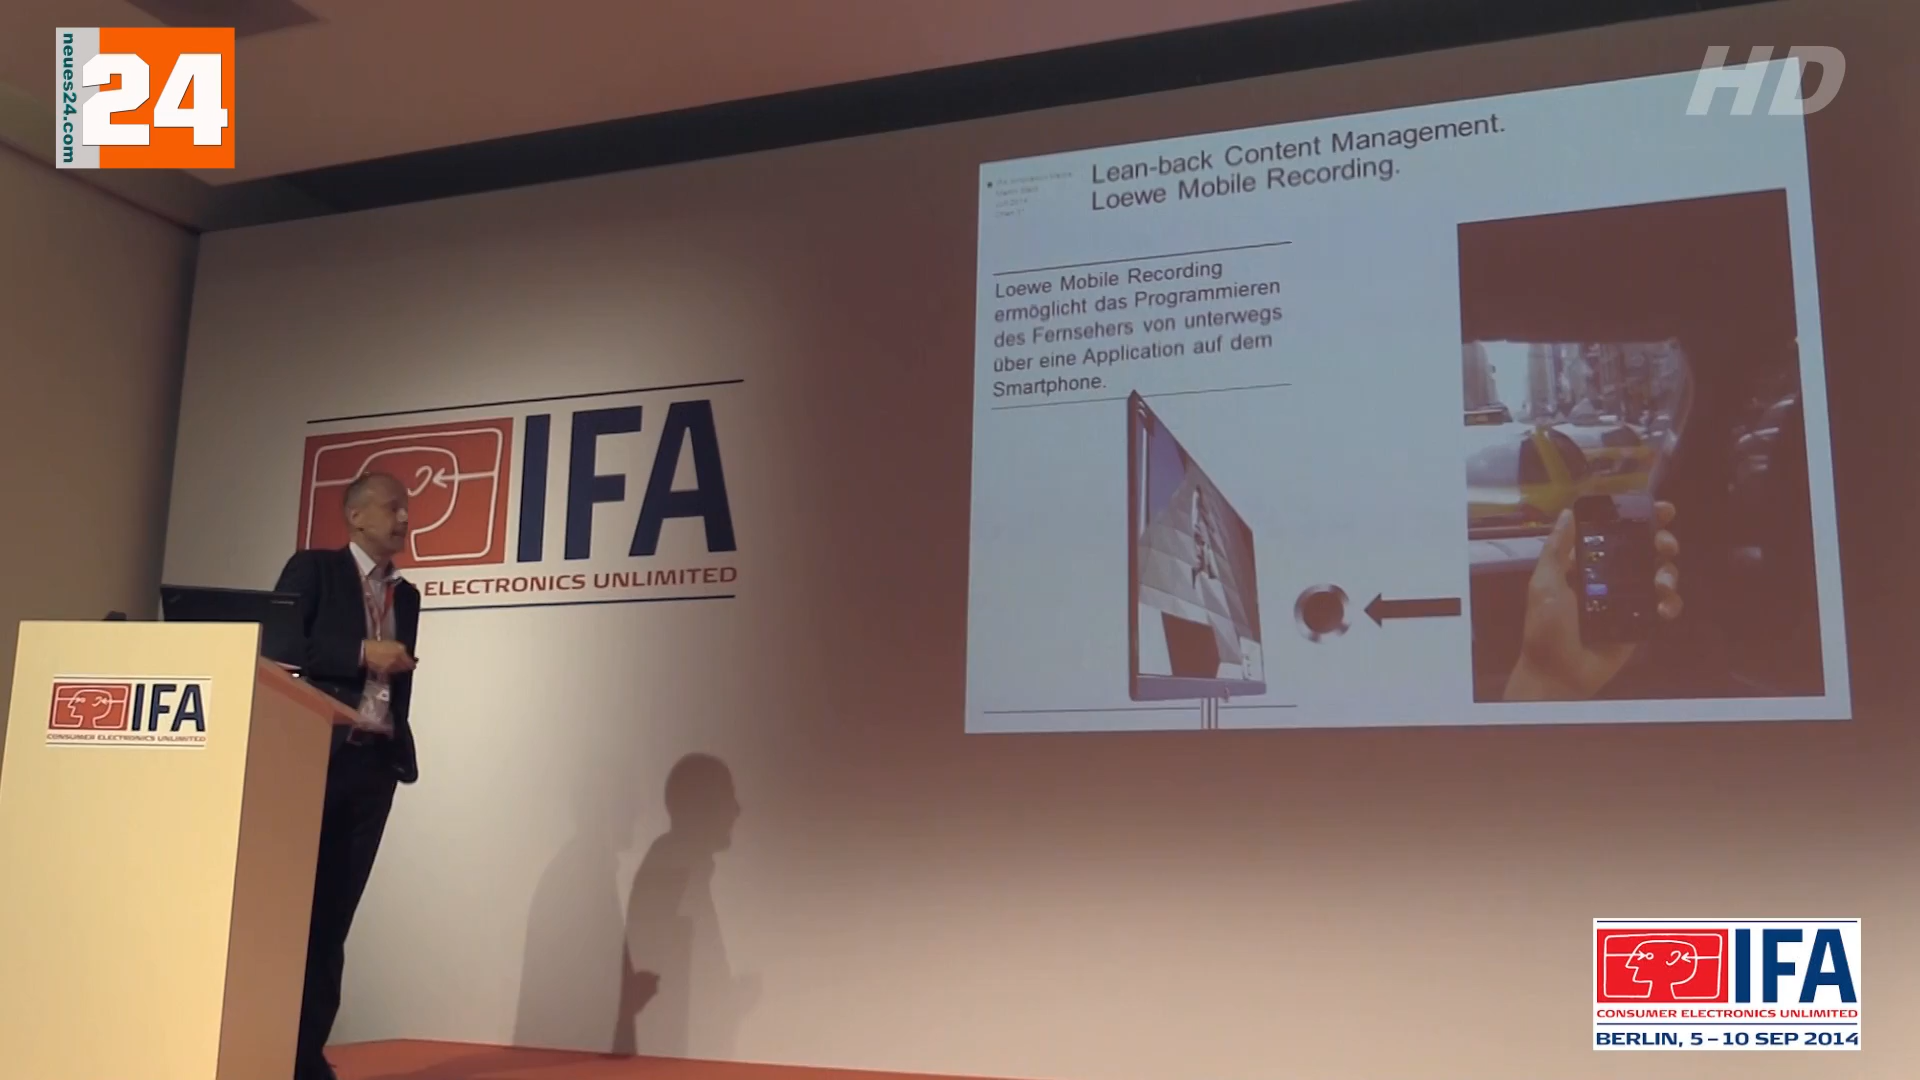 neues24.com
24
HD
Lean-back Content Management.
Loewe Mobile Recording.
Loewe Mobile Recording
ermöglicht das Programmieren
des Fernsehers von unterwegs
über eine Application auf dem
Smartphone.
IFA
ELECTRONICS UNLIMITED
IFA
CONSUMER ELECTRONICS UNLIMITED
IFA
CONSUMER ELECTRONICS UNLIMITED
BERLIN, 5 – 10 SEP 2014